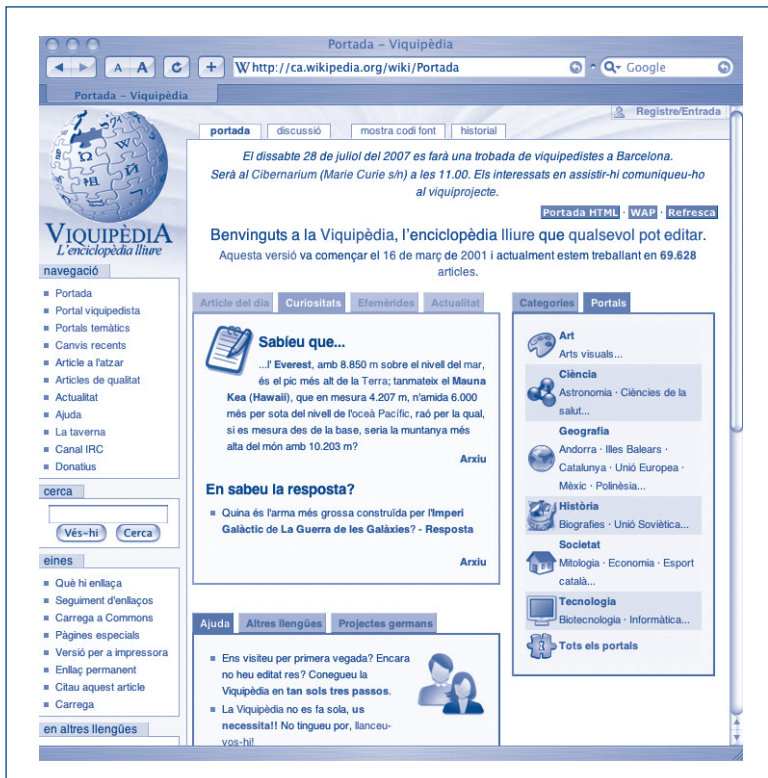 Portada – Viquipèdia
A A C + W http://ca.wikipedia.org/wiki/Portada Q Google
Portada – Viquipèdia
Registre/Entrada
portada discussió mostra codi font historial
El dissabte 28 de juliol del 2007 es farà una trobada de viquipedistes a Barcelona.
Serà al Cibernarium (Marie Curie s/n) a les 11.00. Els interessats en assistir-hi comuniqueu-ho
al viquiprojecte.
Portada HTML · WAP · Refresca
Benvinguts a la Viquipèdia, l'enciclopèdia lliure que qualsevol pot editar.
Aquesta versió va començar el 16 de març de 2001 i actualment estem treballant en 69.628
articles.
VIQUIPÈDIA
L'enciclopèdia lliure
navegació
Portada
Portal viquipedista
Portals temàtics
Canvis recents
Article a l'atzar
Articles de qualitat
Actualitat
Ajuda
La taverna
Canal IRC
Donatius
cerca
Vés-hi Cerca
eines
Què hi enllaça
Seguiment d'enllaços
Carrega a Commons
Pàgines especials
Versió per a impressora
Enllaç permanent
Citau aquest article
Carrega
en altres llengües
Article del dia Curiositats Efemèrides Actualitat
Sabíeu que...
...l' Everest, amb 8.850 m sobre el nivell del mar,
és el pic més alt de la Terra; tanmateix el Mauna
Kea (Hawaii), que en mesura 4.207 m, n'amida 6.000
més per sota del nivell de l'oceà Pacífic, raó per la qual,
si es mesura des de la base, seria la muntanya més
alta del món amb 10.203 m?
Arxiu
En sabeu la resposta?
Quina és l'arma més grossa construïda per l'Imperi
Galàctic de La Guerra de les Galàxies? - Resposta
Arxiu
Ajuda Altres llengües Projectes germans
Ens visiteu per primera vegada? Encara
no heu editat res? Conegueu la
Viquipèdia en tan sols tres passos.
La Viquipèdia no es fa sola, us
necessita!! No tingueu por, llanceu-
vos-hi!
Categories Portals
Art
Arts visuals...
Ciència
Astronomia · Ciències de la
salut...
Geografia
Andorra · Illes Balears ·
Catalunya · Unió Europea ·
Mèxic · Polinèsia...
Història
Biografies · Unió Soviètica...
Societat
Mitologia · Economia · Esport
català...
Tecnologia
Biotecnologia · Informàtica...
Tots els portals